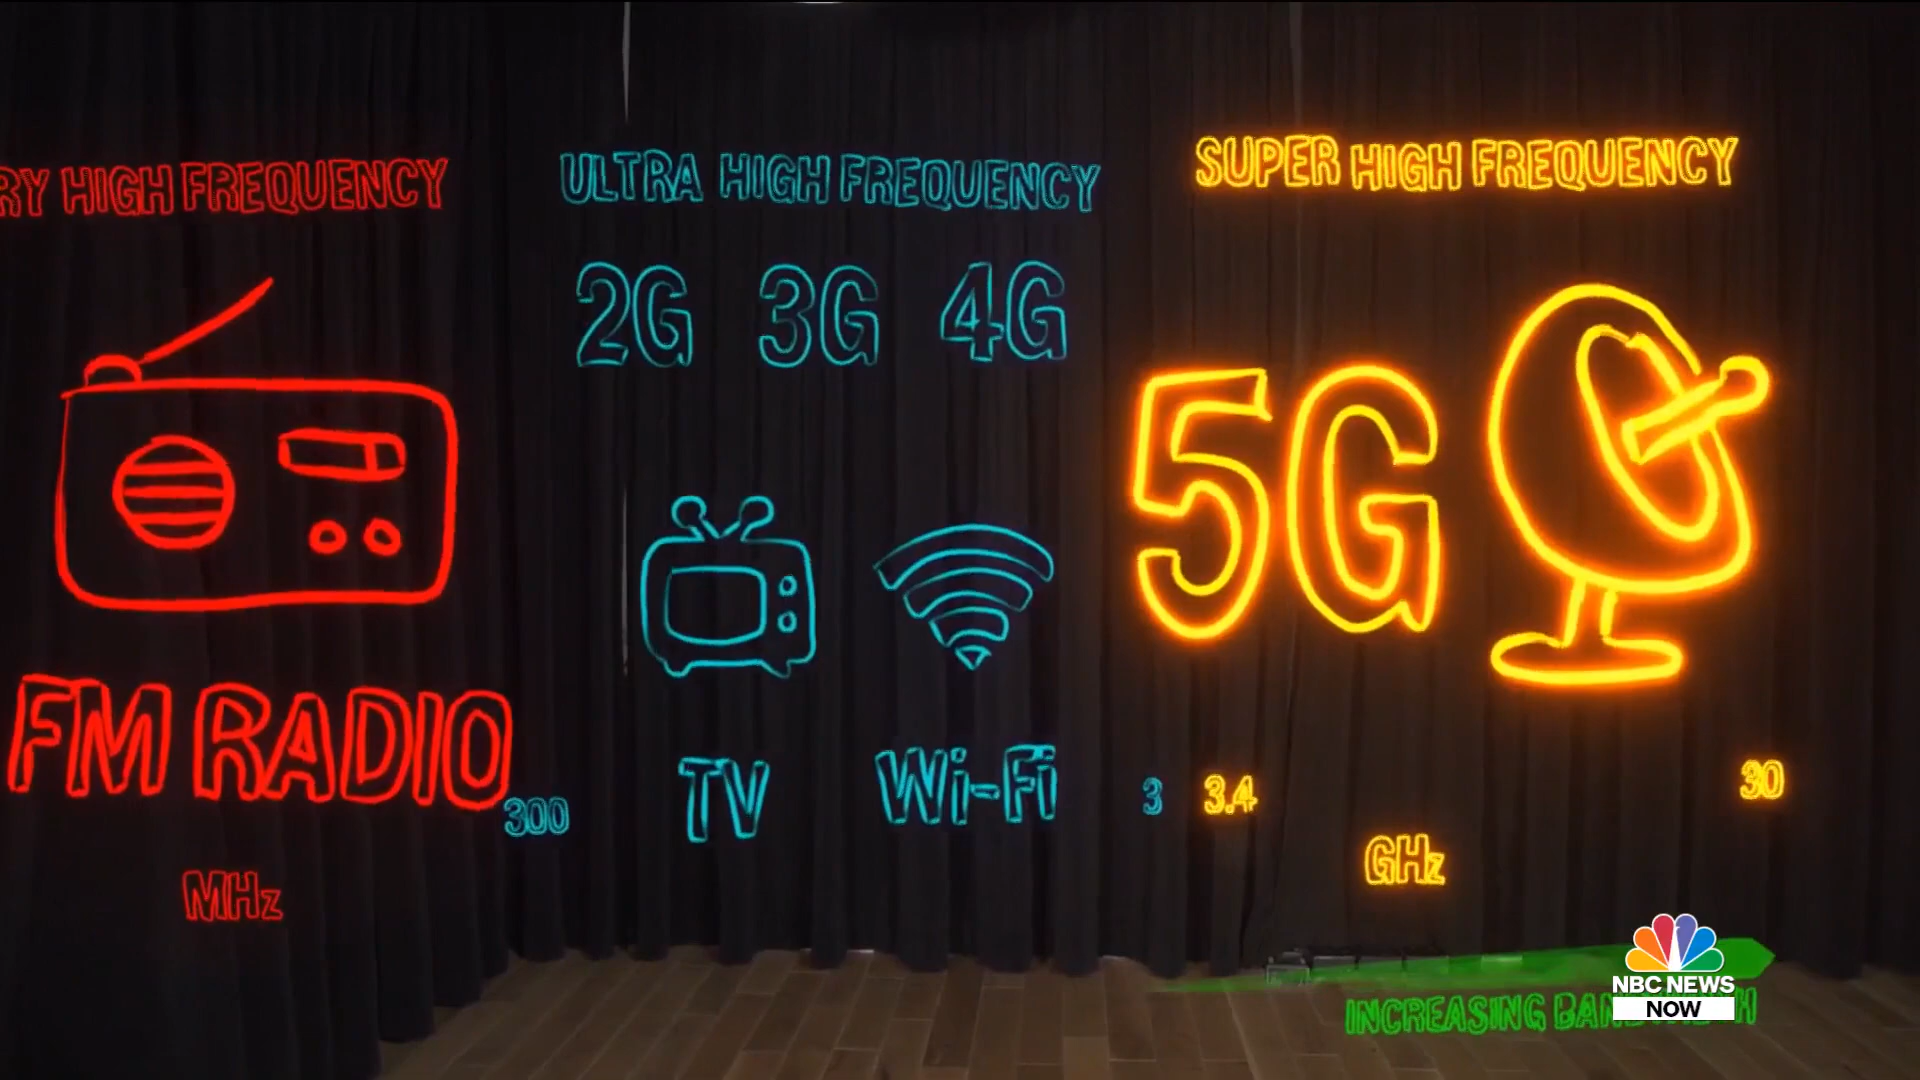 RY HIGH FREQUENCY
ULTRA HIGH FREQUENCY
SUPER HIGH FREQUENCY
2G 3G 4G
5G
FM RADIO
TV
Wi-Fi
300
3
3.4
30
MHz
GHz
INCREASING
NBC NEWS
NOW